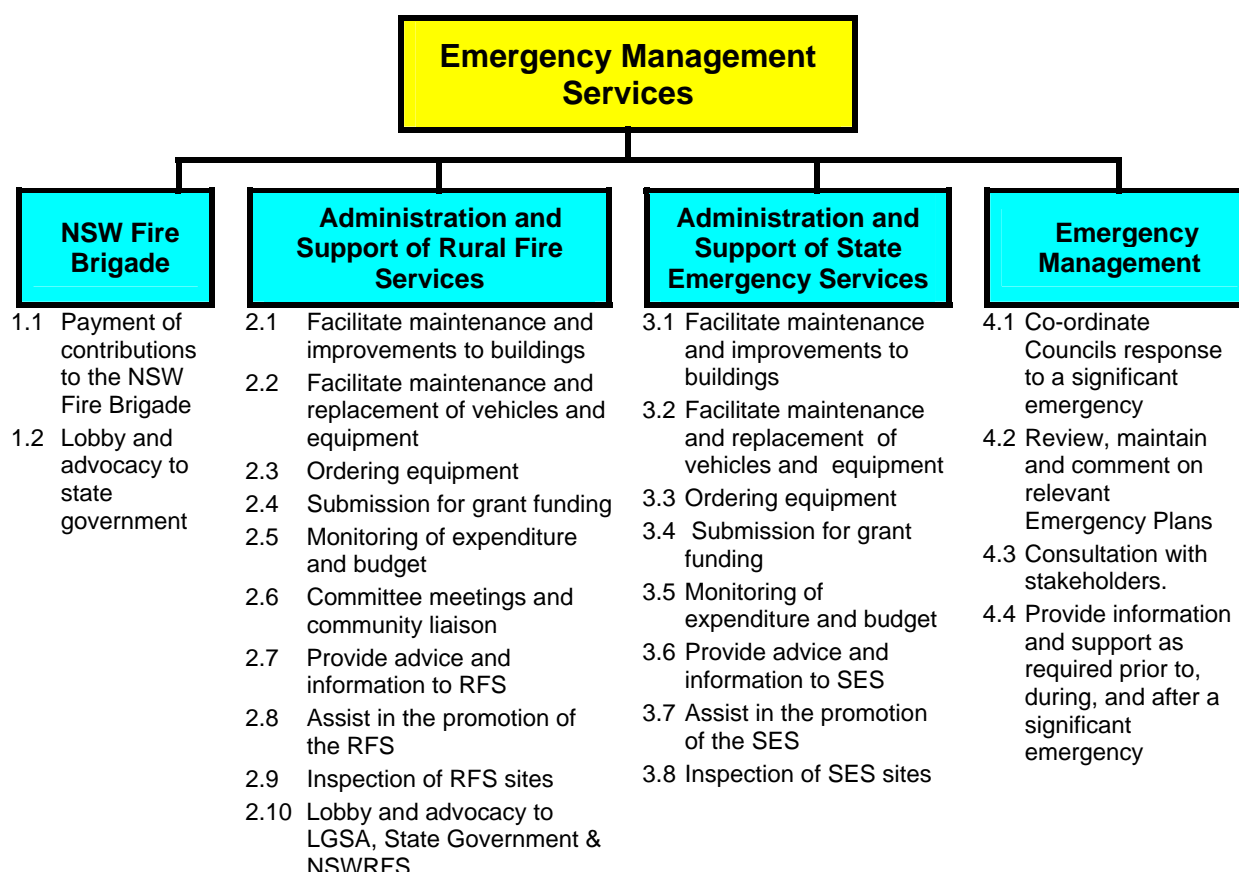 Emergency Management
Services
NSW Fire
Brigade
1.1 Payment of
contributions
to the NSW
Fire Brigade
1.2 Lobby and
advocacy to
state
government
Administration and
Support of Rural Fire
Services
2.1 Facilitate maintenance and
improvements to buildings
2.2 Facilitate maintenance and
replacement of vehicles and
equipment
2.3 Ordering equipment
2.4 Submission for grant funding
2.5 Monitoring of expenditure
and budget
2.6 Committee meetings and
community liaison
2.7 Provide advice and
information to RFS
2.8 Assist in the promotion of
the RFS
2.9 Inspection of RFS sites
2.10 Lobby and advocacy to
LGSA, State Government &
NSWRFS
Administration and
Support of State
Emergency Services
3.1 Facilitate maintenance
and improvements to
buildings
3.2 Facilitate maintenance
and replacement of
vehicles and equipment
3.3 Ordering equipment
3.4 Submission for grant
funding
3.5 Monitoring of
expenditure and budget
3.6 Provide advice and
information to SES
3.7 Assist in the promotion
of the SES
3.8 Inspection of SES sites
Emergency
Management
4.1 Co-ordinate
Councils response
to a significant
emergency
4.2 Review, maintain
and comment on
relevant
Emergency Plans
4.3 Consultation with
stakeholders.
4.4 Provide information
and support as
required prior to,
during, and after a
significant
emergency